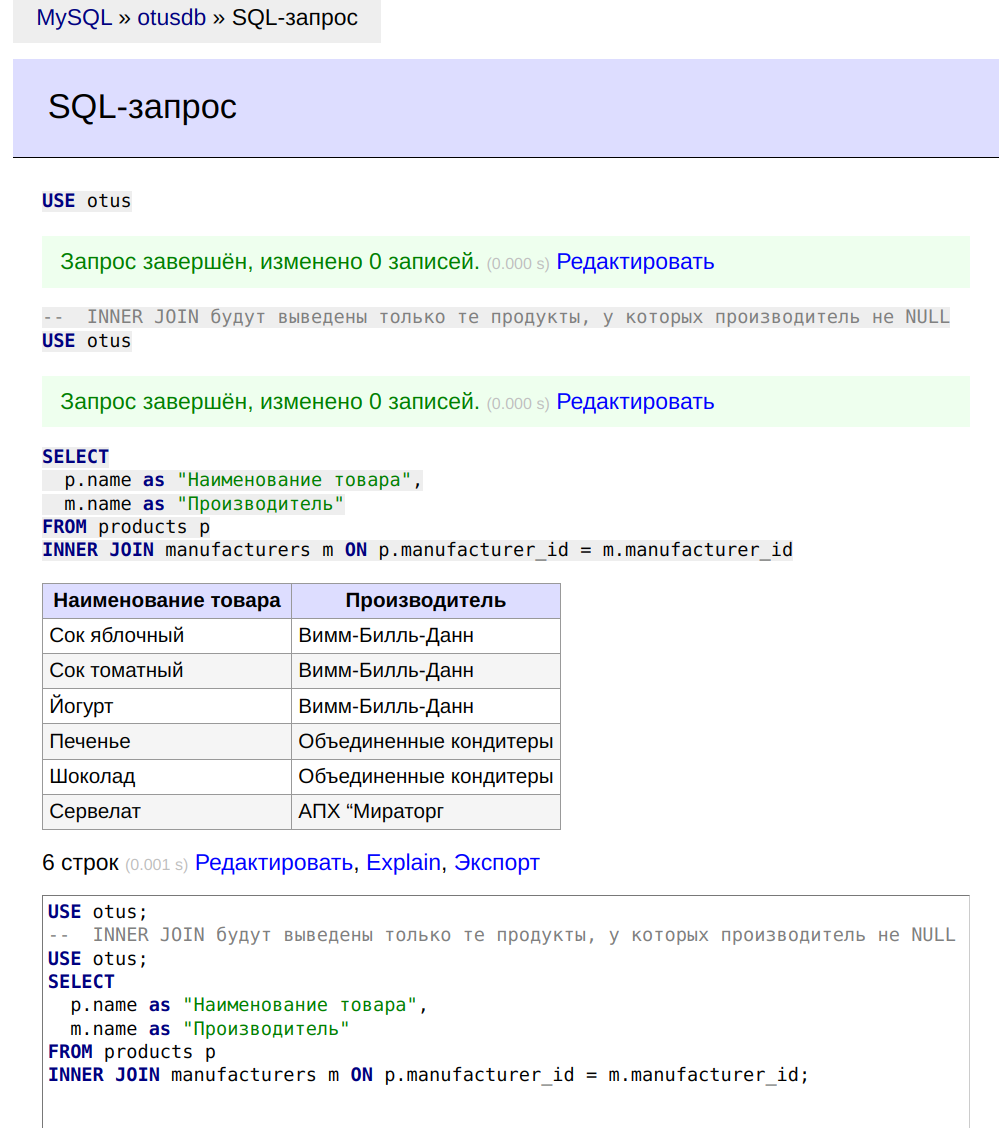 MySQL » otusdb » SQL-запрос
SQL-запрос
USE otus
Запрос завершён, изменено 0 записей. (0.000 s) Редактировать
--  INNER JOIN будут выведены только те продукты, у которых производитель не NULL
USE otus
Запрос завершён, изменено 0 записей. (0.000 s) Редактировать
SELECT
  p.name as "Наименование товара",
  m.name as "Производитель"
FROM products p
INNER JOIN manufacturers m ON p.manufacturer_id = m.manufacturer_id
Наименование товара Производитель
Сок яблочный Вимм-Билль-Данн
Сок томатный Вимм-Билль-Данн
Йогурт Вимм-Билль-Данн
Печенье Объединенные кондитеры
Шоколад Объединенные кондитеры
Сервелат АПХ “Мираторг
6 строк (0.001 s) Редактировать, Explain, Экспорт
USE otus;
--  INNER JOIN будут выведены только те продукты, у которых производитель не NULL
USE otus;
SELECT
  p.name as "Наименование товара",
  m.name as "Производитель"
FROM products p
INNER JOIN manufacturers m ON p.manufacturer_id = m.manufacturer_id;